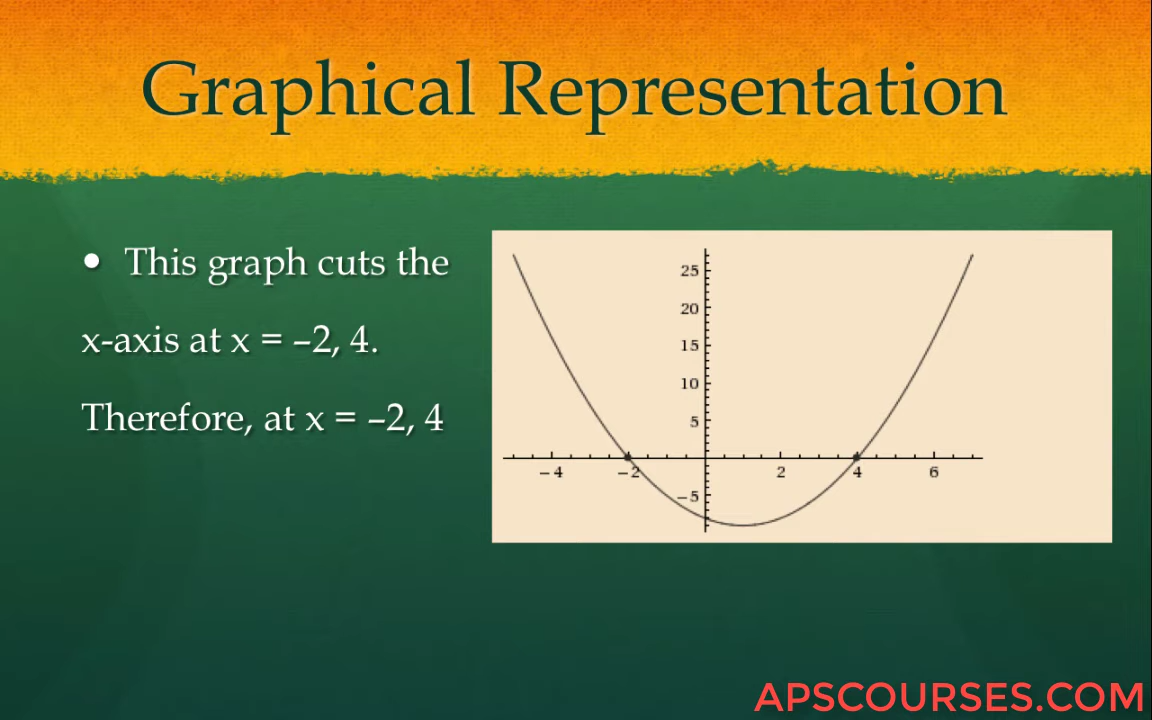 Graphical Representation
• This graph cuts the
x-axis at x = –2, 4.
Therefore, at x = –2, 4
25
20
15
10
5
–4 –2 2 4 6
–5
APSCOURSES.COM